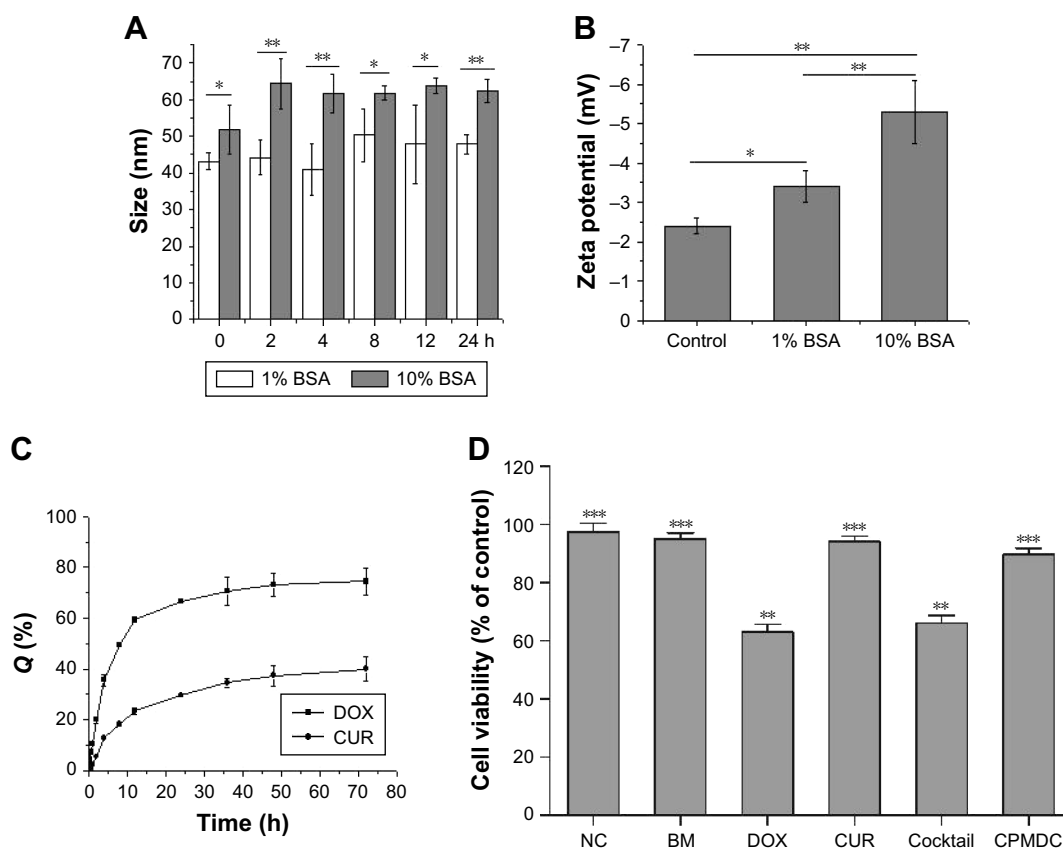 A
Size (nm)
70
60
50
40
30
20
10
0
*
**
**
*
*
**
0 2 4 8 12 24 h
1% BSA 10% BSA
B
Zeta potential (mV)
–7
–6
–5
–4
–3
–2
–1
0
**
**
*
Control 1% BSA 10% BSA
C
Q (%)
100
80
60
40
20
0
DOX
CUR
0 10 20 30 40 50 60 70 80
Time (h)
D
Cell viability (% of control)
120
100
80
60
40
20
0
*** *** ** *** ** ***
NC BM DOX CUR Cocktail CPMDC